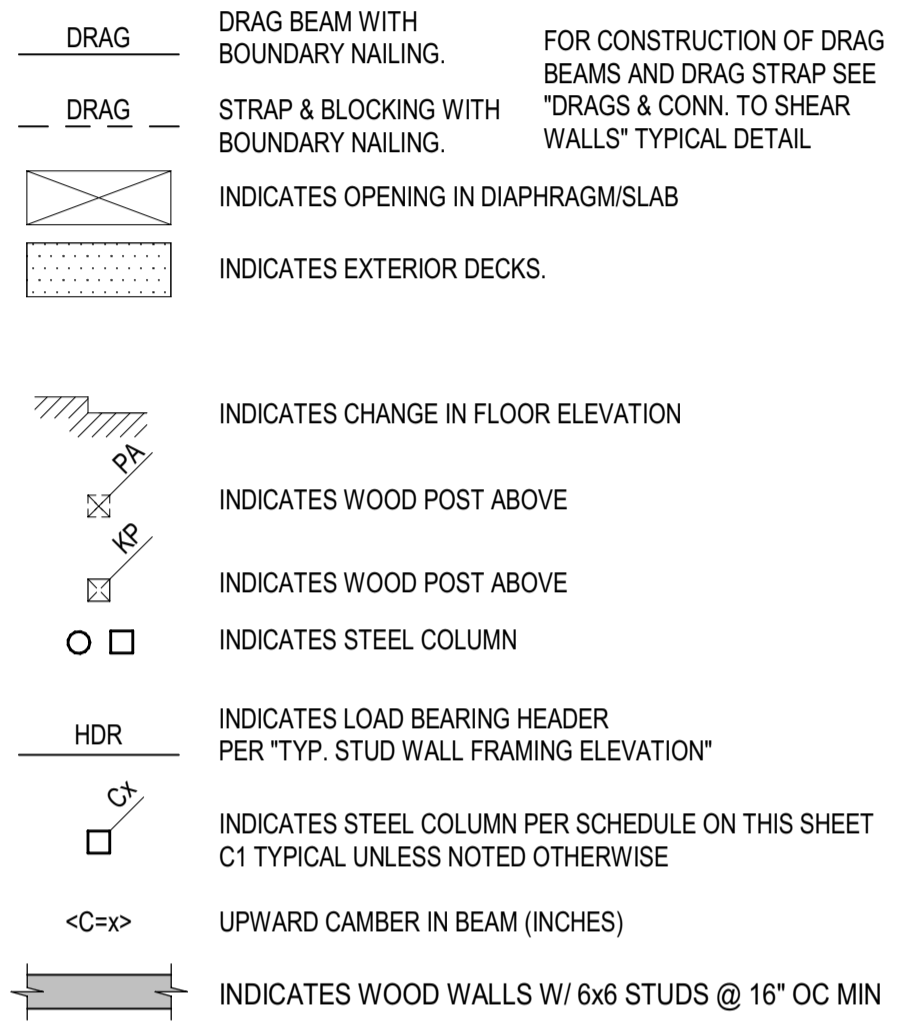 DRAG
DRAG BEAM WITH
BOUNDARY NAILING.
FOR CONSTRUCTION OF DRAG
BEAMS AND DRAG STRAP SEE
"DRAGS & CONN. TO SHEAR
WALLS" TYPICAL DETAIL
DRAG
STRAP & BLOCKING WITH
BOUNDARY NAILING.
INDICATES OPENING IN DIAPHRAGM/SLAB
INDICATES EXTERIOR DECKS.
INDICATES CHANGE IN FLOOR ELEVATION
PA
INDICATES WOOD POST ABOVE
KP
INDICATES WOOD POST ABOVE
INDICATES STEEL COLUMN
HDR
INDICATES LOAD BEARING HEADER
PER "TYP. STUD WALL FRAMING ELEVATION"
Cx
INDICATES STEEL COLUMN PER SCHEDULE ON THIS SHEET
C1 TYPICAL UNLESS NOTED OTHERWISE
<C=x>
UPWARD CAMBER IN BEAM (INCHES)
INDICATES WOOD WALLS W/ 6x6 STUDS @ 16" OC MIN